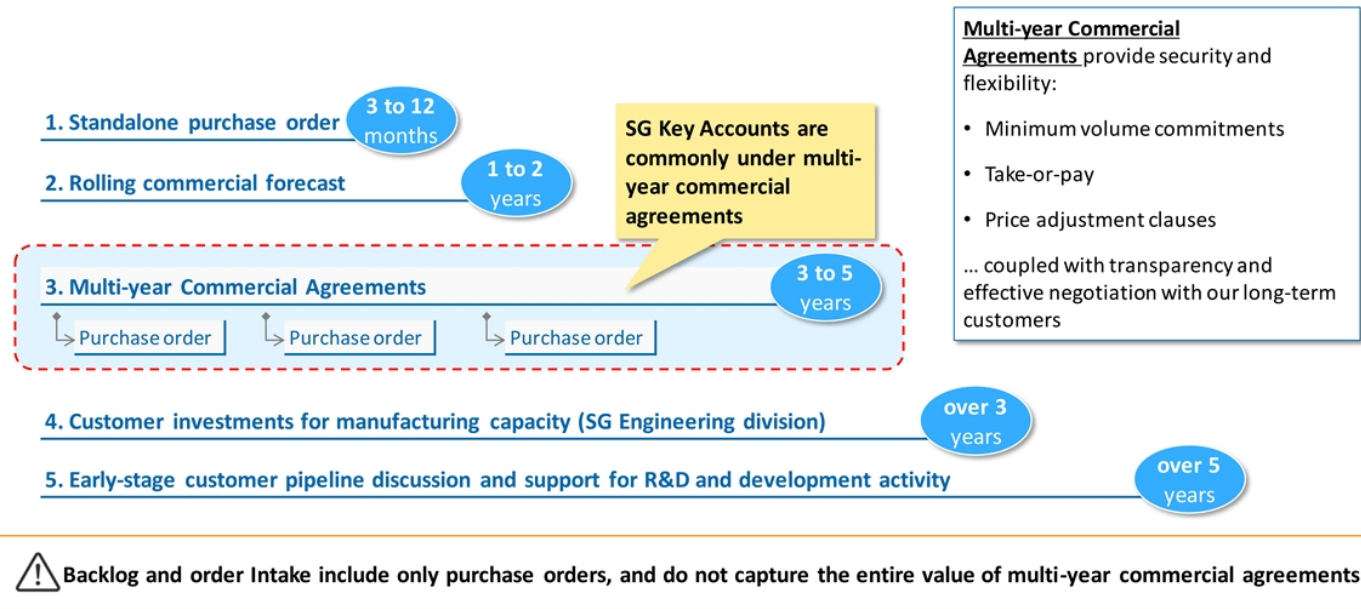 1. Standalone purchase order
3 to 12
months
2. Rolling commercial forecast
1 to 2
years
SG Key Accounts are
commonly under multi-
year commercial
agreements
3. Multi-year Commercial Agreements
3 to 5
years
Purchase order
Purchase order
Purchase order
4. Customer investments for manufacturing capacity (SG Engineering division)
over 3
years
5. Early-stage customer pipeline discussion and support for R&D and development activity
over 5
years
Multi-year Commercial
Agreements provide security and
flexibility:
• Minimum volume commitments
• Take-or-pay
• Price adjustment clauses
... coupled with transparency and
effective negotiation with our long-term
customers
Backlog and order Intake include only purchase orders, and do not capture the entire value of multi-year commercial agreements